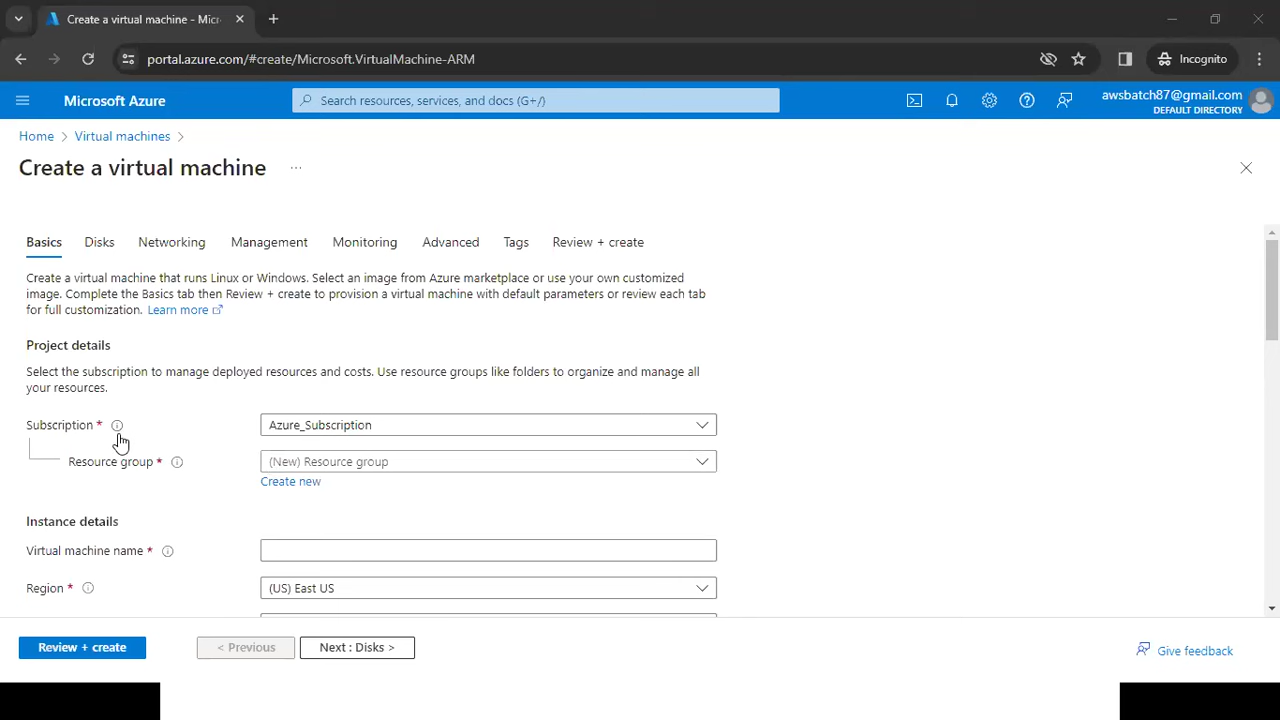 Create a virtual machine - Micr
portal.azure.com/#create/Microsoft.VirtualMachine-ARM
Incognito
Microsoft Azure
Search resources, services, and docs (G+/)
awsbatch87@gmail.com
DEFAULT DIRECTORY
Home > Virtual machines >
Create a virtual machine ...
Basics Disks Networking Management Monitoring Advanced Tags Review + create
Create a virtual machine that runs Linux or Windows. Select an image from Azure marketplace or use your own customized
image. Complete the Basics tab then Review + create to provision a virtual machine with default parameters or review each tab
for full customization. Learn more
Project details
Select the subscription to manage deployed resources and costs. Use resource groups like folders to organize and manage all
your resources.
Subscription * Azure_Subscription
Resource group * (New) Resource group
Create new
Instance details
Virtual machine name *
Region * (US) East US
Review + create < Previous Next : Disks > Give feedback